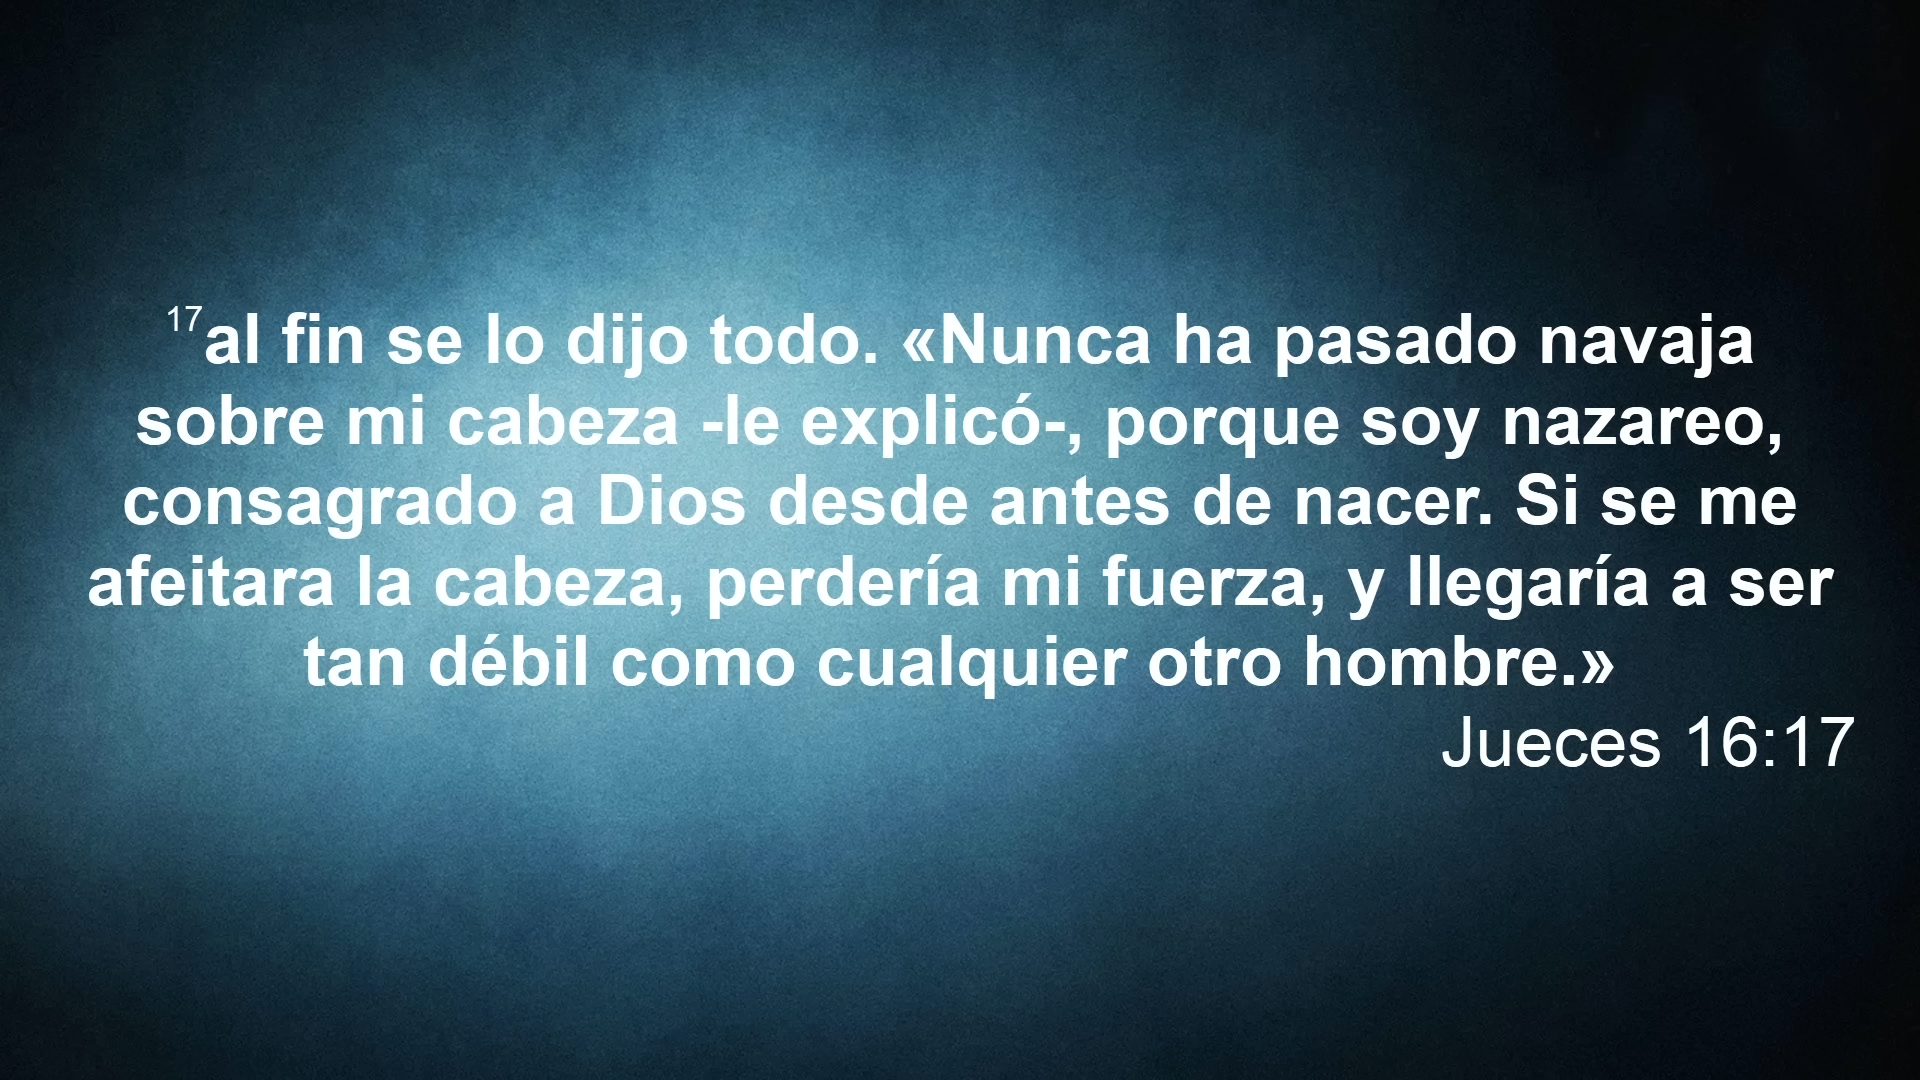 17al fin se lo dijo todo. «Nunca ha pasado navaja
sobre mi cabeza -le explicó-, porque soy nazareo,
consagrado a Dios desde antes de nacer. Si se me
afeitara la cabeza, perdería mi fuerza, y llegaría a ser
tan débil como cualquier otro hombre.»
Jueces 16:17